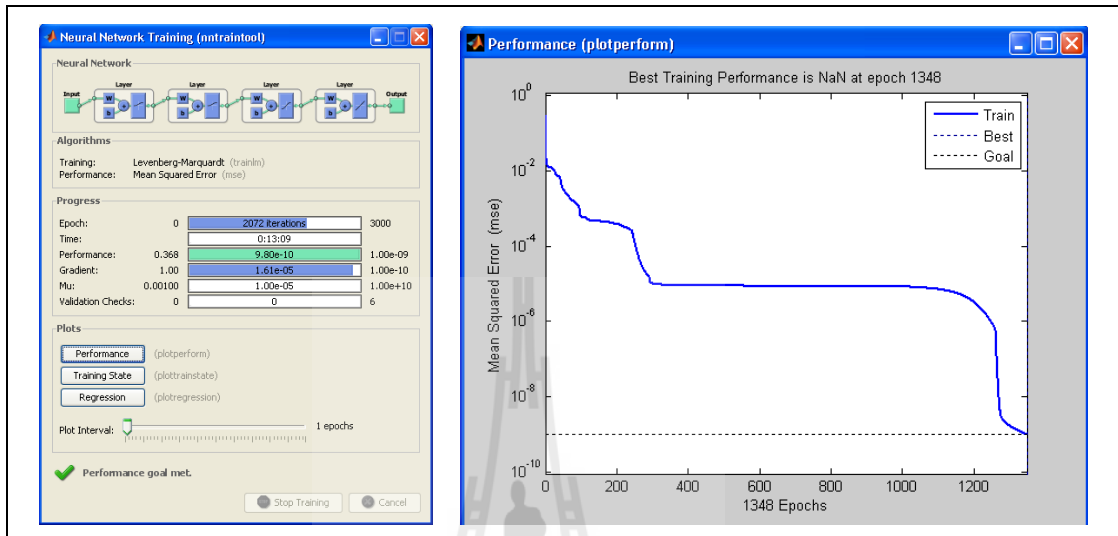 Neural Network Training (nntraintool)
Neural Network
Input
Layer
Layer
Layer
Layer
Output
W
b
+
W
b
+
W
b
+
W
b
+
Algorithms
Training: Levenberg-Marquardt (trainlm)
Performance: Mean Squared Error (mse)
Progress
Epoch: 0 2072 iterations 3000
Time: 0:13:09
Performance: 0.368 9.80e-10 1.00e-09
Gradient: 1.00 1.61e-05 1.00e-10
Mu: 0.00100 1.00e-05 1.00e+10
Validation Checks: 0 0 6
Plots
Performance (plotperform)
Training State (plottrainstate)
Regression (plotregression)
Plot Interval: 1 epochs
Performance goal met.
Stop Training Cancel
Performance (plotperform)
Best Training Performance is NaN at epoch 1348
Train
Best
Goal
Mean Squared Error (mse)
10^0
10^-2
10^-4
10^-6
10^-8
10^-10
0 200 400 600 800 1000 1200
1348 Epochs